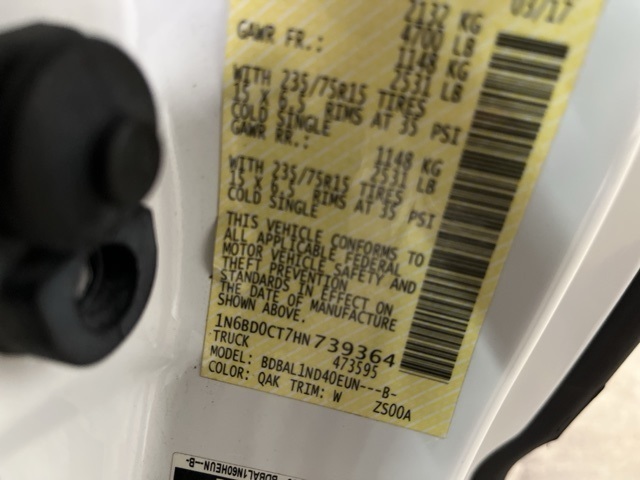 03/17
2132 KG
4700 LB
GAWR FR.:
1148 KG
2531 LB
WITH 235/75R15 TIRES
15 X 6.5 RIMS AT 35 PSI
COLD SINGLE
GAWR RR.:
1148 KG
2531 LB
WITH 235/75R15 TIRES
15 X 6.5 RIMS AT 35 PSI
COLD SINGLE
THIS VEHICLE CONFORMS TO
ALL APPLICABLE FEDERAL
MOTOR VEHICLE SAFETY AND
THEFT PREVENTION
STANDARDS IN EFFECT ON
THE DATE OF MANUFACTURE
SHOWN ABOVE.
1N6BD0CT7HN739364
TRUCK 473595
MODEL: BDBAL1ND40EUN---B-
COLOR: QAK TRIM: W ZS00A
BDBAL1N60HEUN--B-